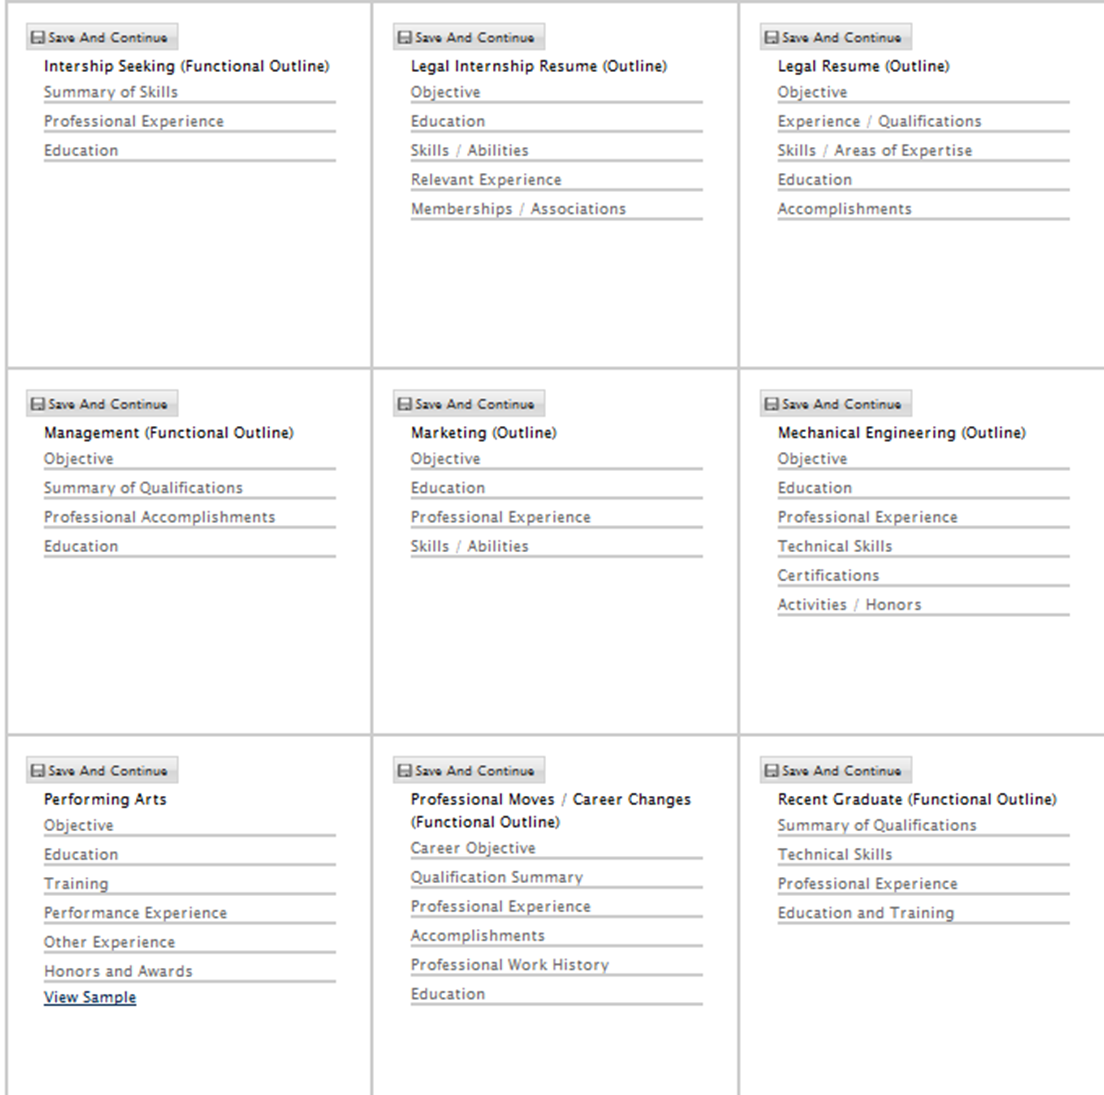 Save And Continue
Intership Seeking (Functional Outline)
Summary of Skills
Professional Experience
Education
Save And Continue
Legal Internship Resume (Outline)
Objective
Education
Skills / Abilities
Relevant Experience
Memberships / Associations
Save And Continue
Legal Resume (Outline)
Objective
Experience / Qualifications
Skills / Areas of Expertise
Education
Accomplishments
Save And Continue
Management (Functional Outline)
Objective
Summary of Qualifications
Professional Accomplishments
Education
Save And Continue
Marketing (Outline)
Objective
Education
Professional Experience
Skills / Abilities
Save And Continue
Mechanical Engineering (Outline)
Objective
Education
Professional Experience
Technical Skills
Certifications
Activities / Honors
Save And Continue
Performing Arts
Objective
Education
Training
Performance Experience
Other Experience
Honors and Awards
View Sample
Save And Continue
Professional Moves / Career Changes
(Functional Outline)
Career Objective
Qualification Summary
Professional Experience
Accomplishments
Professional Work History
Education
Save And Continue
Recent Graduate (Functional Outline)
Summary of Qualifications
Technical Skills
Professional Experience
Education and Training